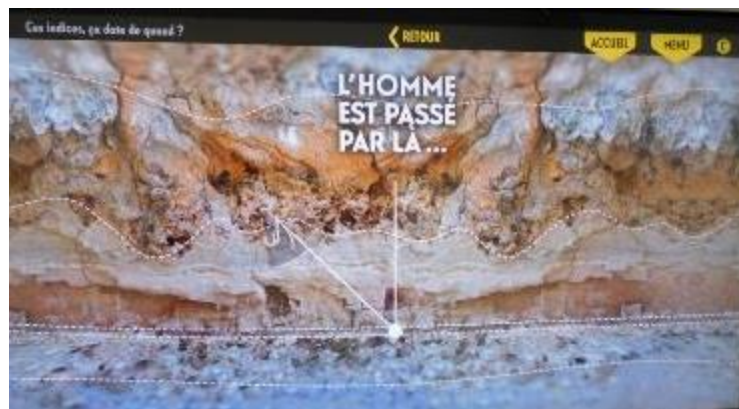 Ces indices, ça date de quand ?
RETOUR
ACCUEIL
MENU
L'HOMME
EST PASSÉ
PAR LÀ ...